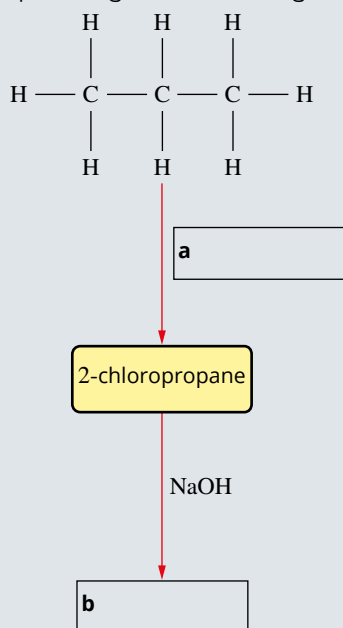 H H H
H C C C H
H H H
a
2-chloropropane
NaOH
b